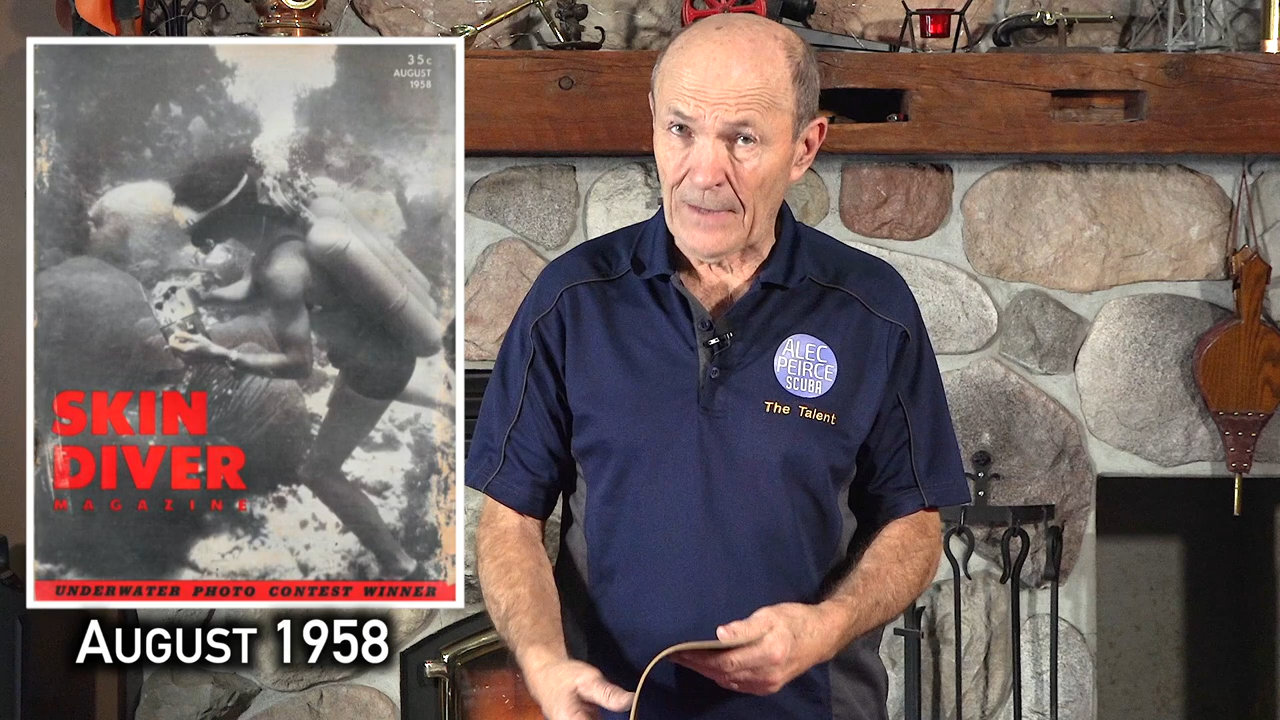 35c
AUGUST
1958
SKIN
DIVER
MAGAZINE
UNDERWATER PHOTO CONTEST WINNER
AUGUST 1958
ALEC
PEIRCE
SCUBA
The Talent